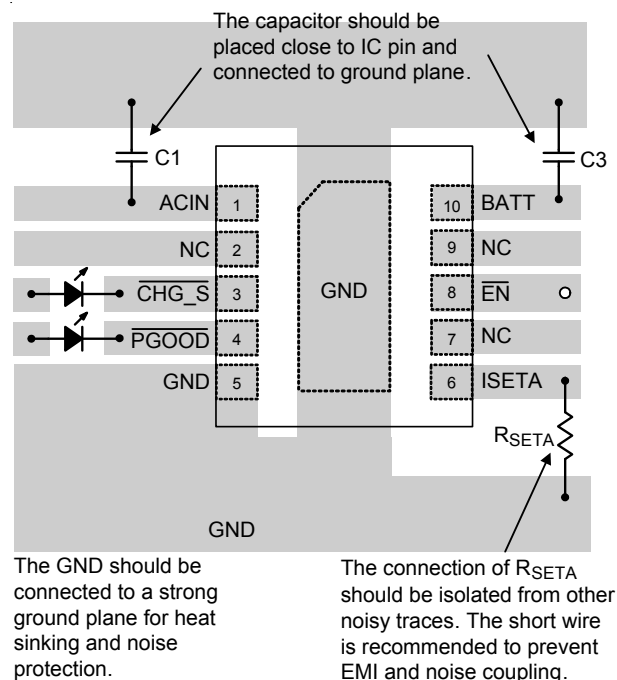 The capacitor should be
placed close to IC pin and
connected to ground plane.
C1
C3
ACIN 1
10 BATT
NC 2
9 NC
CHG_S 3
GND
8 EN
PGOOD 4
7 NC
GND 5
6 ISETA
RSETA
GND
The GND should be
connected to a strong
ground plane for heat
sinking and noise
protection.
The connection of RSETA
should be isolated from other
noisy traces. The short wire
is recommended to prevent
EMI and noise coupling.